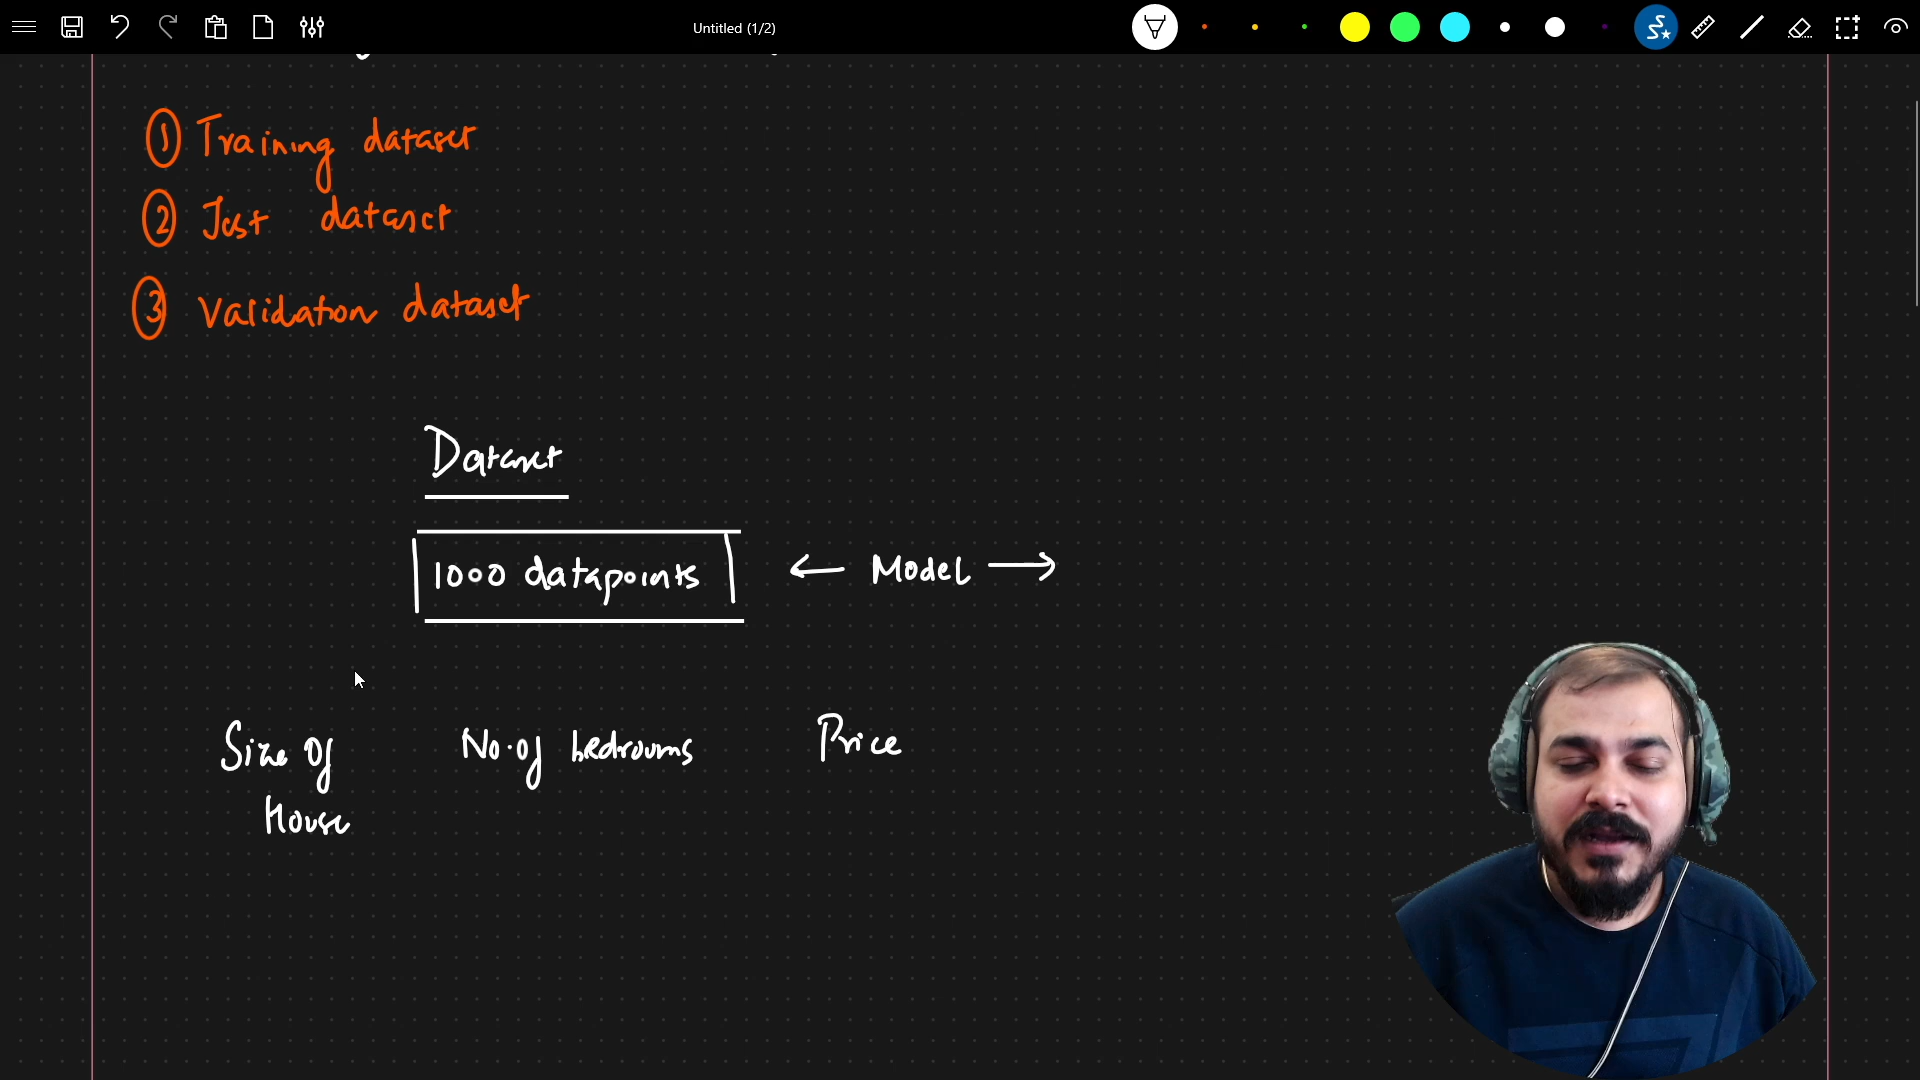 Untitled (1/2)
① Training dataset
② Test dataset
③ Validation dataset
Dataset
1000 datapoints ← Model →
Size of No. of bedrooms Price
House